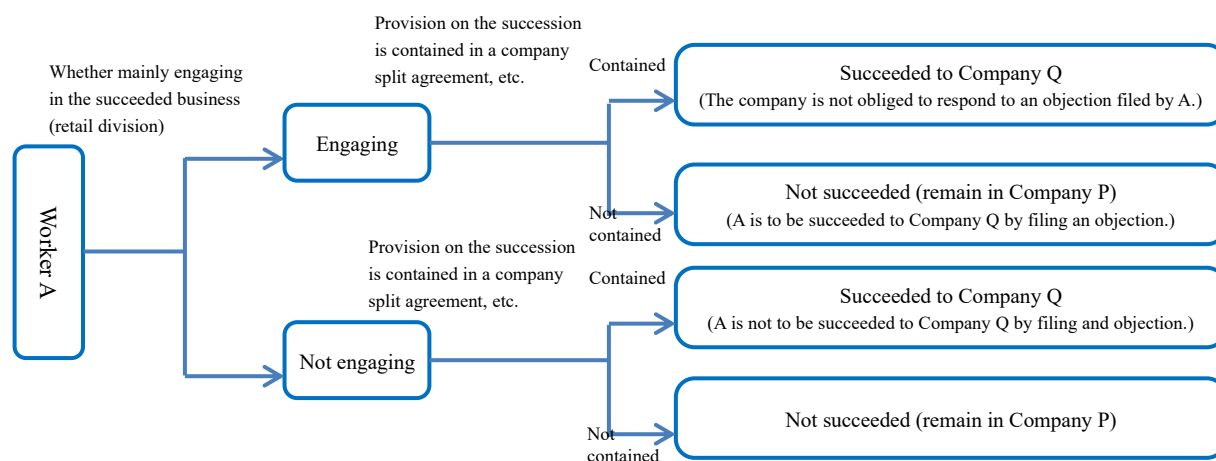 Provision on the succession
is contained in a company
split agreement, etc.
Whether mainly engaging
in the succeeded business
(retail division)
Worker A
Engaging
Contained
Succeeded to Company Q
(The company is not obliged to respond to an objection filed by A.)
Not
contained
Not succeeded (remain in Company P)
(A is to be succeeded to Company Q by filing an objection.)
Provision on the succession
is contained in a company
split agreement, etc.
Not engaging
Contained
Succeeded to Company Q
(A is not to be succeeded to Company Q by filing and objection.)
Not
contained
Not succeeded (remain in Company P)